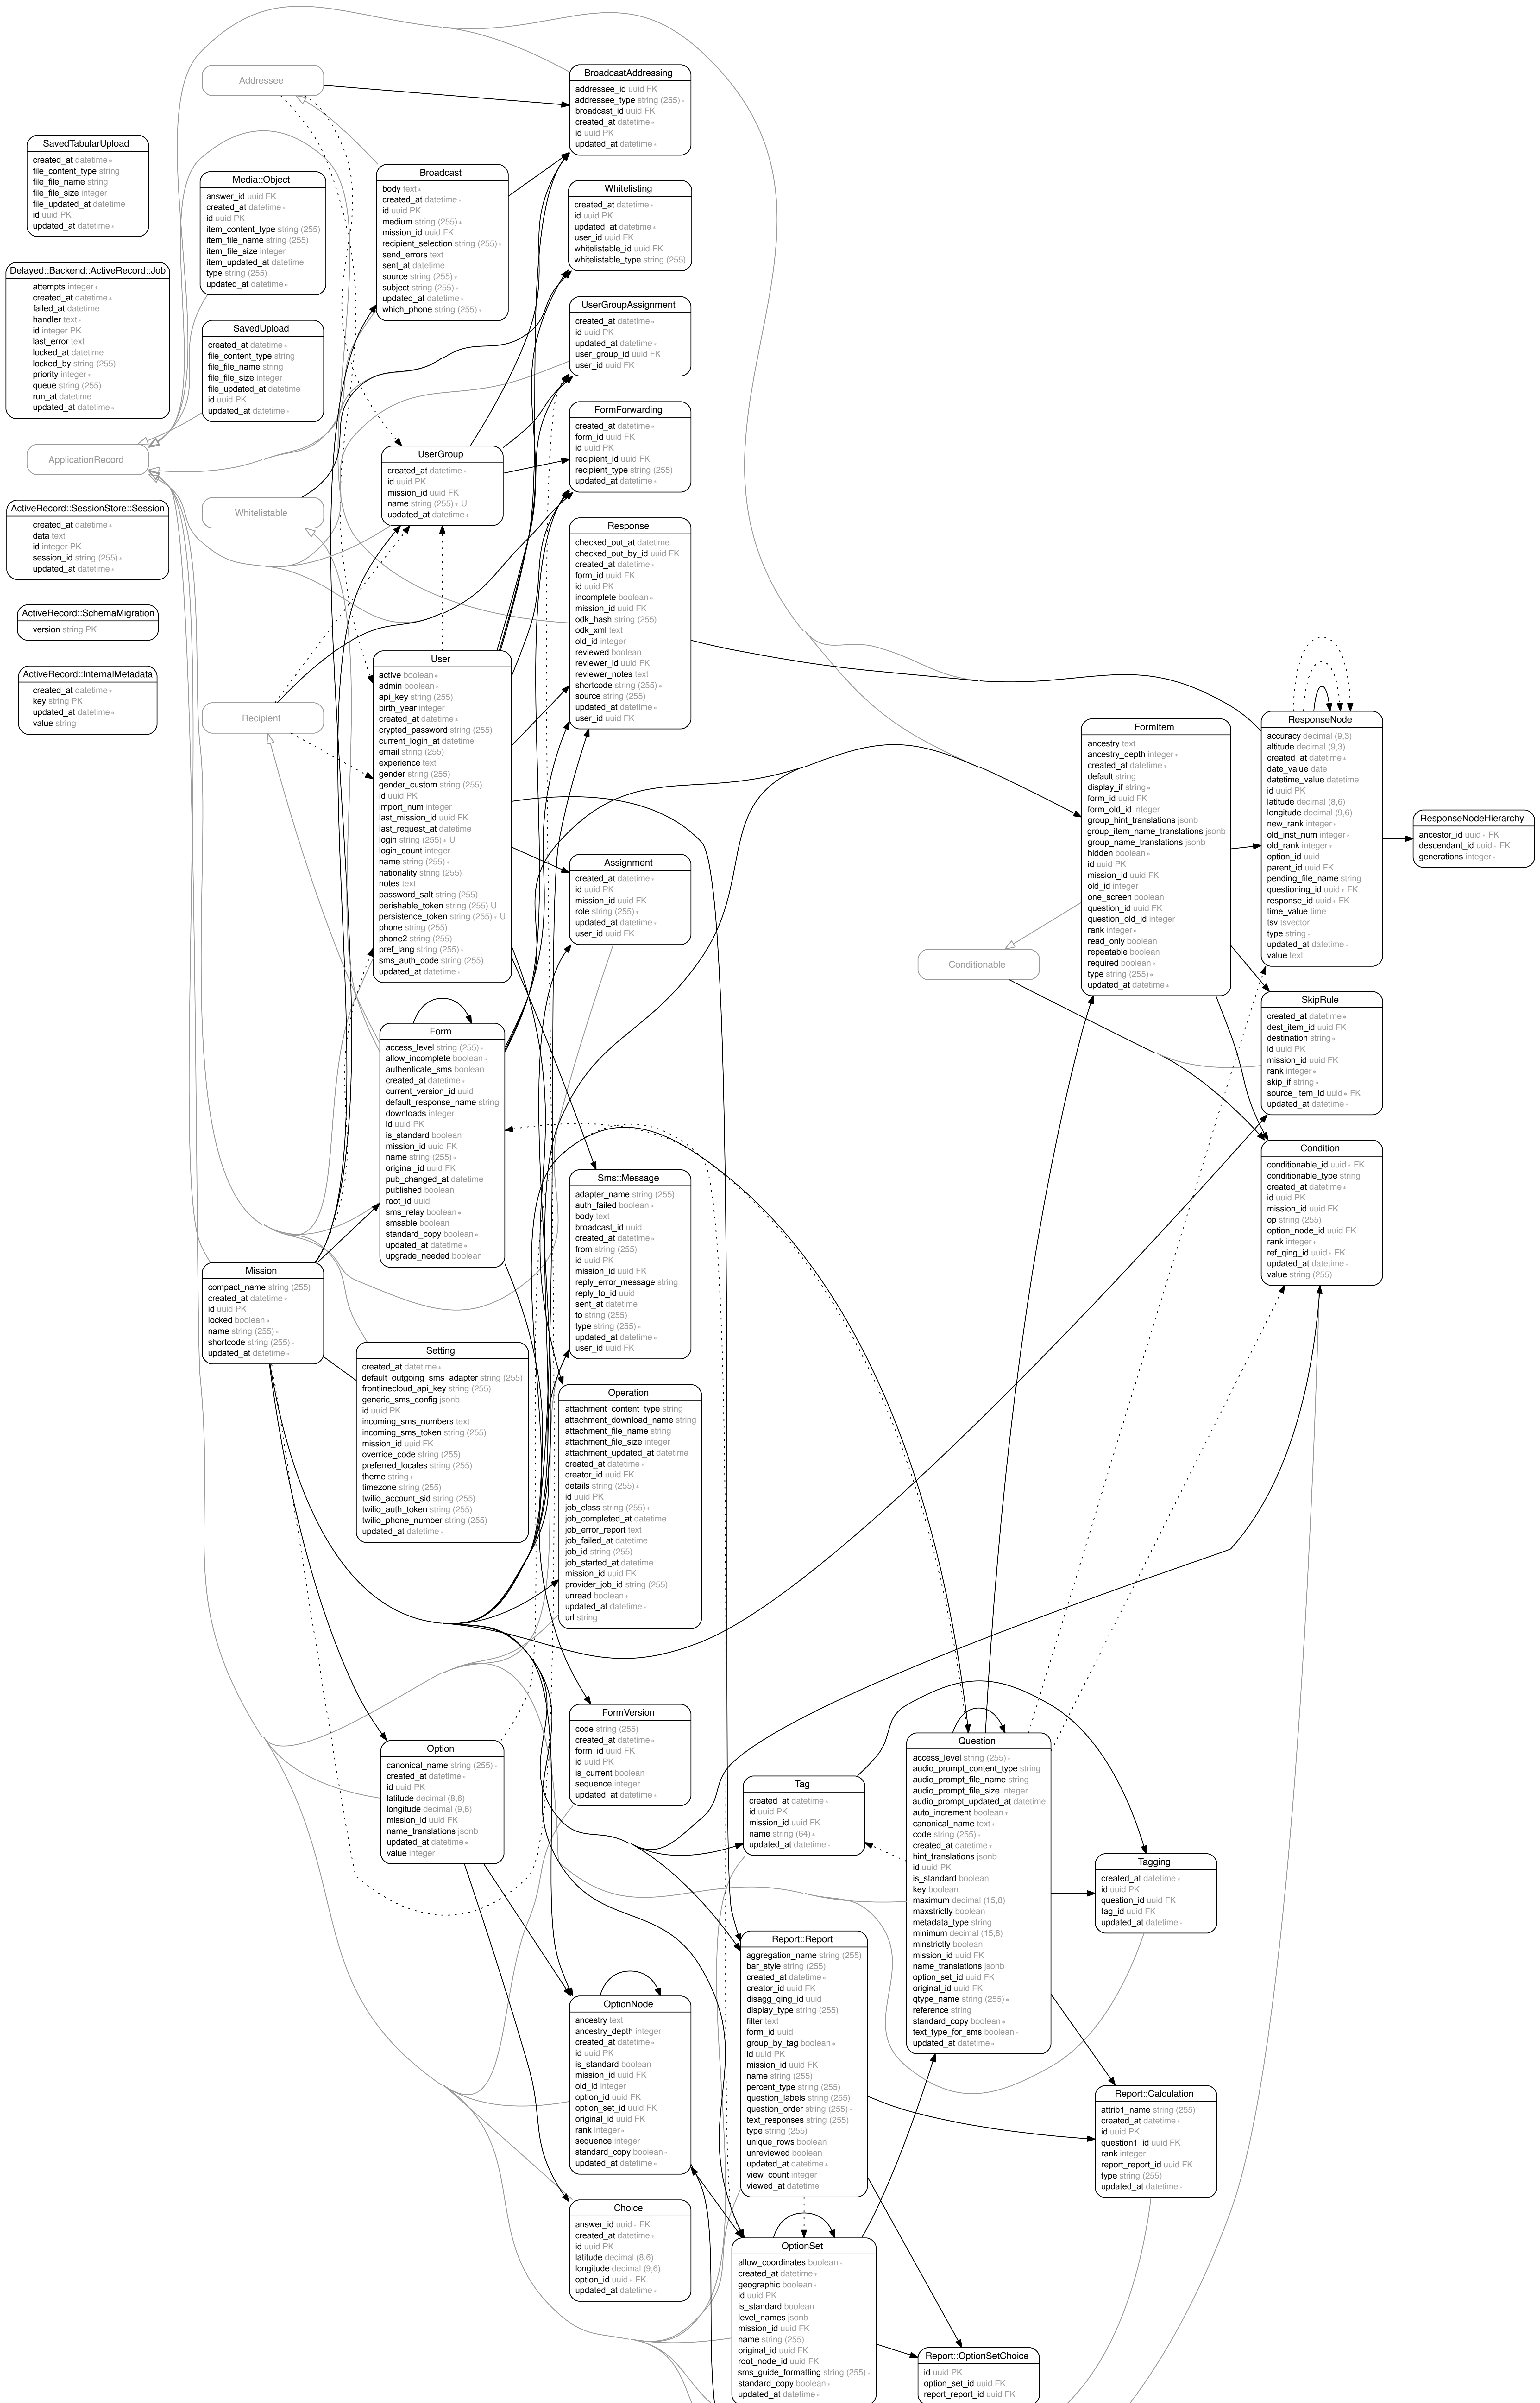 Addressee
BroadcastAddressing
addressee_id uuid FK
addressee_type string (255) *
broadcast_id uuid FK
created_at datetime *
id uuid PK
updated_at datetime *
SavedTabularUpload
created_at datetime *
file_content_type string
file_file_name string
file_file_size integer
file_updated_at datetime
id uuid PK
updated_at datetime *
Media::Object
answer_id uuid FK
created_at datetime *
id uuid PK
item_content_type string (255)
item_file_name string (255)
item_file_size integer
item_updated_at datetime
type string (255)
updated_at datetime *
Broadcast
body text *
created_at datetime *
id uuid PK
medium string (255) *
mission_id uuid FK
recipient_selection string (255) *
send_errors text
sent_at datetime
source string (255) *
subject string (255) *
updated_at datetime *
which_phone string (255) *
Whitelisting
created_at datetime *
id uuid PK
updated_at datetime *
user_id uuid FK
whitelistable_id uuid FK
whitelistable_type string (255)
Delayed::Backend::ActiveRecord::Job
attempts integer *
created_at datetime *
failed_at datetime
handler text *
id integer PK
last_error text
locked_at datetime
locked_by string (255)
priority integer *
queue string (255)
run_at datetime
updated_at datetime *
SavedUpload
created_at datetime *
file_content_type string
file_file_name string
file_file_size integer
file_updated_at datetime
id uuid PK
updated_at datetime *
UserGroupAssignment
created_at datetime *
id uuid PK
updated_at datetime *
user_group_id uuid FK
user_id uuid FK
FormForwarding
created_at datetime *
form_id uuid FK
id uuid PK
recipient_id uuid FK
recipient_type string (255)
updated_at datetime *
ApplicationRecord
UserGroup
created_at datetime *
id uuid PK
mission_id uuid FK
name string (255) * U
updated_at datetime *
Whitelistable
ActiveRecord::SessionStore::Session
created_at datetime *
data text
id integer PK
session_id string (255) *
updated_at datetime *
Response
checked_out_at datetime
checked_out_by_id uuid FK
created_at datetime *
form_id uuid FK
id uuid PK
incomplete boolean *
mission_id uuid FK
odk_hash string (255)
odk_xml text
old_id integer
reviewed boolean
reviewer_id uuid FK
reviewer_notes text
shortcode string (255) *
source string (255)
updated_at datetime *
user_id uuid FK
ActiveRecord::SchemaMigration
version string PK
ActiveRecord::InternalMetadata
created_at datetime *
key string PK
updated_at datetime *
value string
Recipient
User
active boolean *
admin boolean *
api_key string (255)
birth_year integer
created_at datetime *
crypted_password string (255)
current_login_at datetime
email string (255)
experience text
gender string (255)
gender_custom string (255)
id uuid PK
import_num integer
last_mission_id uuid FK
last_request_at datetime
login string (255) * U
login_count integer
name string (255) *
nationality string (255)
notes text
password_salt string (255)
perishable_token string (255) U
persistence_token string (255) * U
phone string (255)
phone2 string (255)
pref_lang string (255) *
sms_auth_code string (255)
updated_at datetime *
FormItem
ancestry text
ancestry_depth integer *
created_at datetime *
default string
display_if string *
form_id uuid FK
form_old_id integer
group_hint_translations jsonb
group_item_name_translations jsonb
group_name_translations jsonb
hidden boolean *
id uuid PK
mission_id uuid FK
old_id integer
one_screen boolean
question_id uuid FK
question_old_id integer
rank integer *
read_only boolean
repeatable boolean
required boolean *
type string (255) *
updated_at datetime *
ResponseNode
accuracy decimal (9,3)
altitude decimal (9,3)
created_at datetime *
date_value date
datetime_value datetime
id uuid PK
latitude decimal (8,6)
longitude decimal (9,6)
new_rank integer *
old_inst_num integer *
old_rank integer *
option_id uuid
parent_id uuid FK
pending_file_name string
questioning_id uuid * FK
response_id uuid * FK
time_value time
tsv tsvector
type string *
updated_at datetime *
value text
ResponseNodeHierarchy
ancestor_id uuid * FK
descendant_id uuid * FK
generations integer *
Assignment
created_at datetime *
id uuid PK
mission_id uuid FK
role string (255) *
updated_at datetime *
user_id uuid FK
Conditionable
SkipRule
created_at datetime *
dest_item_id uuid FK
destination string *
id uuid PK
mission_id uuid FK
rank integer *
skip_if string *
source_item_id uuid * FK
updated_at datetime *
Form
access_level string (255) *
allow_incomplete boolean *
authenticate_sms boolean
created_at datetime *
current_version_id uuid
default_response_name string
downloads integer
id uuid PK
is_standard boolean
mission_id uuid FK
name string (255) *
original_id uuid FK
pub_changed_at datetime
published boolean
root_id uuid
sms_relay boolean *
smsable boolean
standard_copy boolean *
updated_at datetime *
upgrade_needed boolean
Condition
conditionable_id uuid * FK
conditionable_type string
created_at datetime *
id uuid PK
mission_id uuid FK
op string (255)
option_node_id uuid FK
rank integer *
ref_qing_id uuid * FK
updated_at datetime *
value string (255)
Sms::Message
adapter_name string (255)
auth_failed boolean *
body text
broadcast_id uuid
created_at datetime *
from string (255)
id uuid PK
mission_id uuid FK
reply_error_message string
reply_to_id uuid
sent_at datetime
to string (255)
type string (255) *
updated_at datetime *
user_id uuid FK
Mission
compact_name string (255)
created_at datetime *
id uuid PK
locked boolean *
name string (255) *
shortcode string (255) *
updated_at datetime *
Setting
created_at datetime *
default_outgoing_sms_adapter string (255)
frontlinecloud_api_key string (255)
generic_sms_config jsonb
id uuid PK
incoming_sms_numbers text
incoming_sms_token string (255)
mission_id uuid FK
override_code string (255)
preferred_locales string (255)
theme string *
timezone string (255)
twilio_account_sid string (255)
twilio_auth_token string (255)
twilio_phone_number string (255)
updated_at datetime *
Operation
attachment_content_type string
attachment_download_name string
attachment_file_name string
attachment_file_size integer
attachment_updated_at datetime
created_at datetime *
creator_id uuid FK
details string (255) *
id uuid PK
job_class string (255) *
job_completed_at datetime
job_error_report text
job_failed_at datetime
job_id string (255)
job_started_at datetime
mission_id uuid FK
provider_job_id string (255)
unread boolean *
updated_at datetime *
url string
FormVersion
code string (255)
created_at datetime *
form_id uuid FK
id uuid PK
is_current boolean
sequence integer
updated_at datetime *
Option
canonical_name string (255) *
created_at datetime *
id uuid PK
latitude decimal (8,6)
longitude decimal (9,6)
mission_id uuid FK
name_translations jsonb
updated_at datetime *
value integer
Tag
created_at datetime *
id uuid PK
mission_id uuid FK
name string (64) *
updated_at datetime *
Question
access_level string (255) *
audio_prompt_content_type string
audio_prompt_file_name string
audio_prompt_file_size integer
audio_prompt_updated_at datetime
auto_increment boolean *
canonical_name text *
code string (255) *
created_at datetime *
hint_translations jsonb
id uuid PK
is_standard boolean
key boolean
maximum decimal (15,8)
maxstrictly boolean
metadata_type string
minimum decimal (15,8)
minstrictly boolean
mission_id uuid FK
name_translations jsonb
option_set_id uuid FK
original_id uuid FK
qtype_name string (255) *
reference string
standard_copy boolean *
text_type_for_sms boolean *
updated_at datetime *
Tagging
created_at datetime *
id uuid PK
question_id uuid FK
tag_id uuid FK
updated_at datetime *
Report::Report
aggregation_name string (255)
bar_style string (255)
created_at datetime *
creator_id uuid FK
disagg_qing_id uuid
display_type string (255)
filter text
form_id uuid
group_by_tag boolean *
id uuid PK
mission_id uuid FK
name string (255)
percent_type string (255)
question_labels string (255)
question_order string (255) *
text_responses string (255)
type string (255)
unique_rows boolean
unreviewed boolean
updated_at datetime *
view_count integer
viewed_at datetime
OptionNode
ancestry text
ancestry_depth integer
created_at datetime *
id uuid PK
is_standard boolean
mission_id uuid FK
old_id integer
option_id uuid FK
option_set_id uuid FK
original_id uuid FK
rank integer *
sequence integer
standard_copy boolean *
updated_at datetime *
Report::Calculation
attrib1_name string (255)
created_at datetime *
id uuid PK
question1_id uuid FK
rank integer
report_report_id uuid FK
type string (255)
updated_at datetime *
Choice
answer_id uuid * FK
created_at datetime *
id uuid PK
latitude decimal (8,6)
longitude decimal (9,6)
option_id uuid * FK
updated_at datetime *
OptionSet
allow_coordinates boolean *
created_at datetime *
geographic boolean *
id uuid PK
is_standard boolean
level_names jsonb
mission_id uuid FK
name string (255)
original_id uuid FK
root_node_id uuid FK
sms_guide_formatting string (255) *
standard_copy boolean *
updated_at datetime *
Report::OptionSetChoice
id uuid PK
option_set_id uuid FK
report_report_id uuid FK